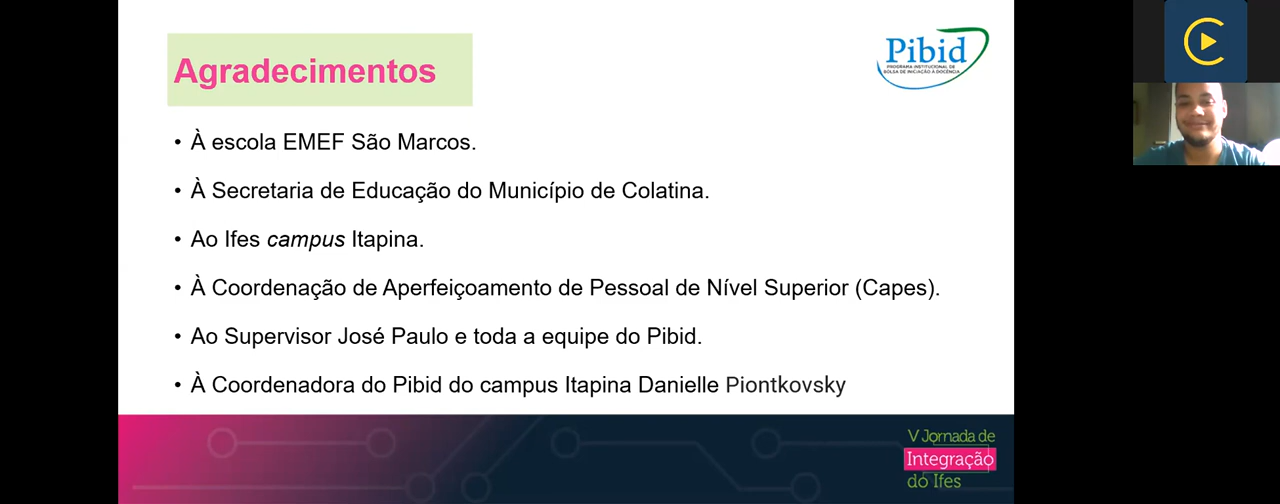 Agradecimentos
Pibid
PROGRAMA INSTITUCIONAL DE
BOLSA DE INICIAÇÃO À DOCÊNCIA
• À escola EMEF São Marcos.
• À Secretaria de Educação do Município de Colatina.
• Ao Ifes campus Itapina.
• À Coordenação de Aperfeiçoamento de Pessoal de Nível Superior (Capes).
• Ao Supervisor José Paulo e toda a equipe do Pibid.
• À Coordenadora do Pibid do campus Itapina Danielle Piontkovsky
V Jornada de
Integração
do Ifes